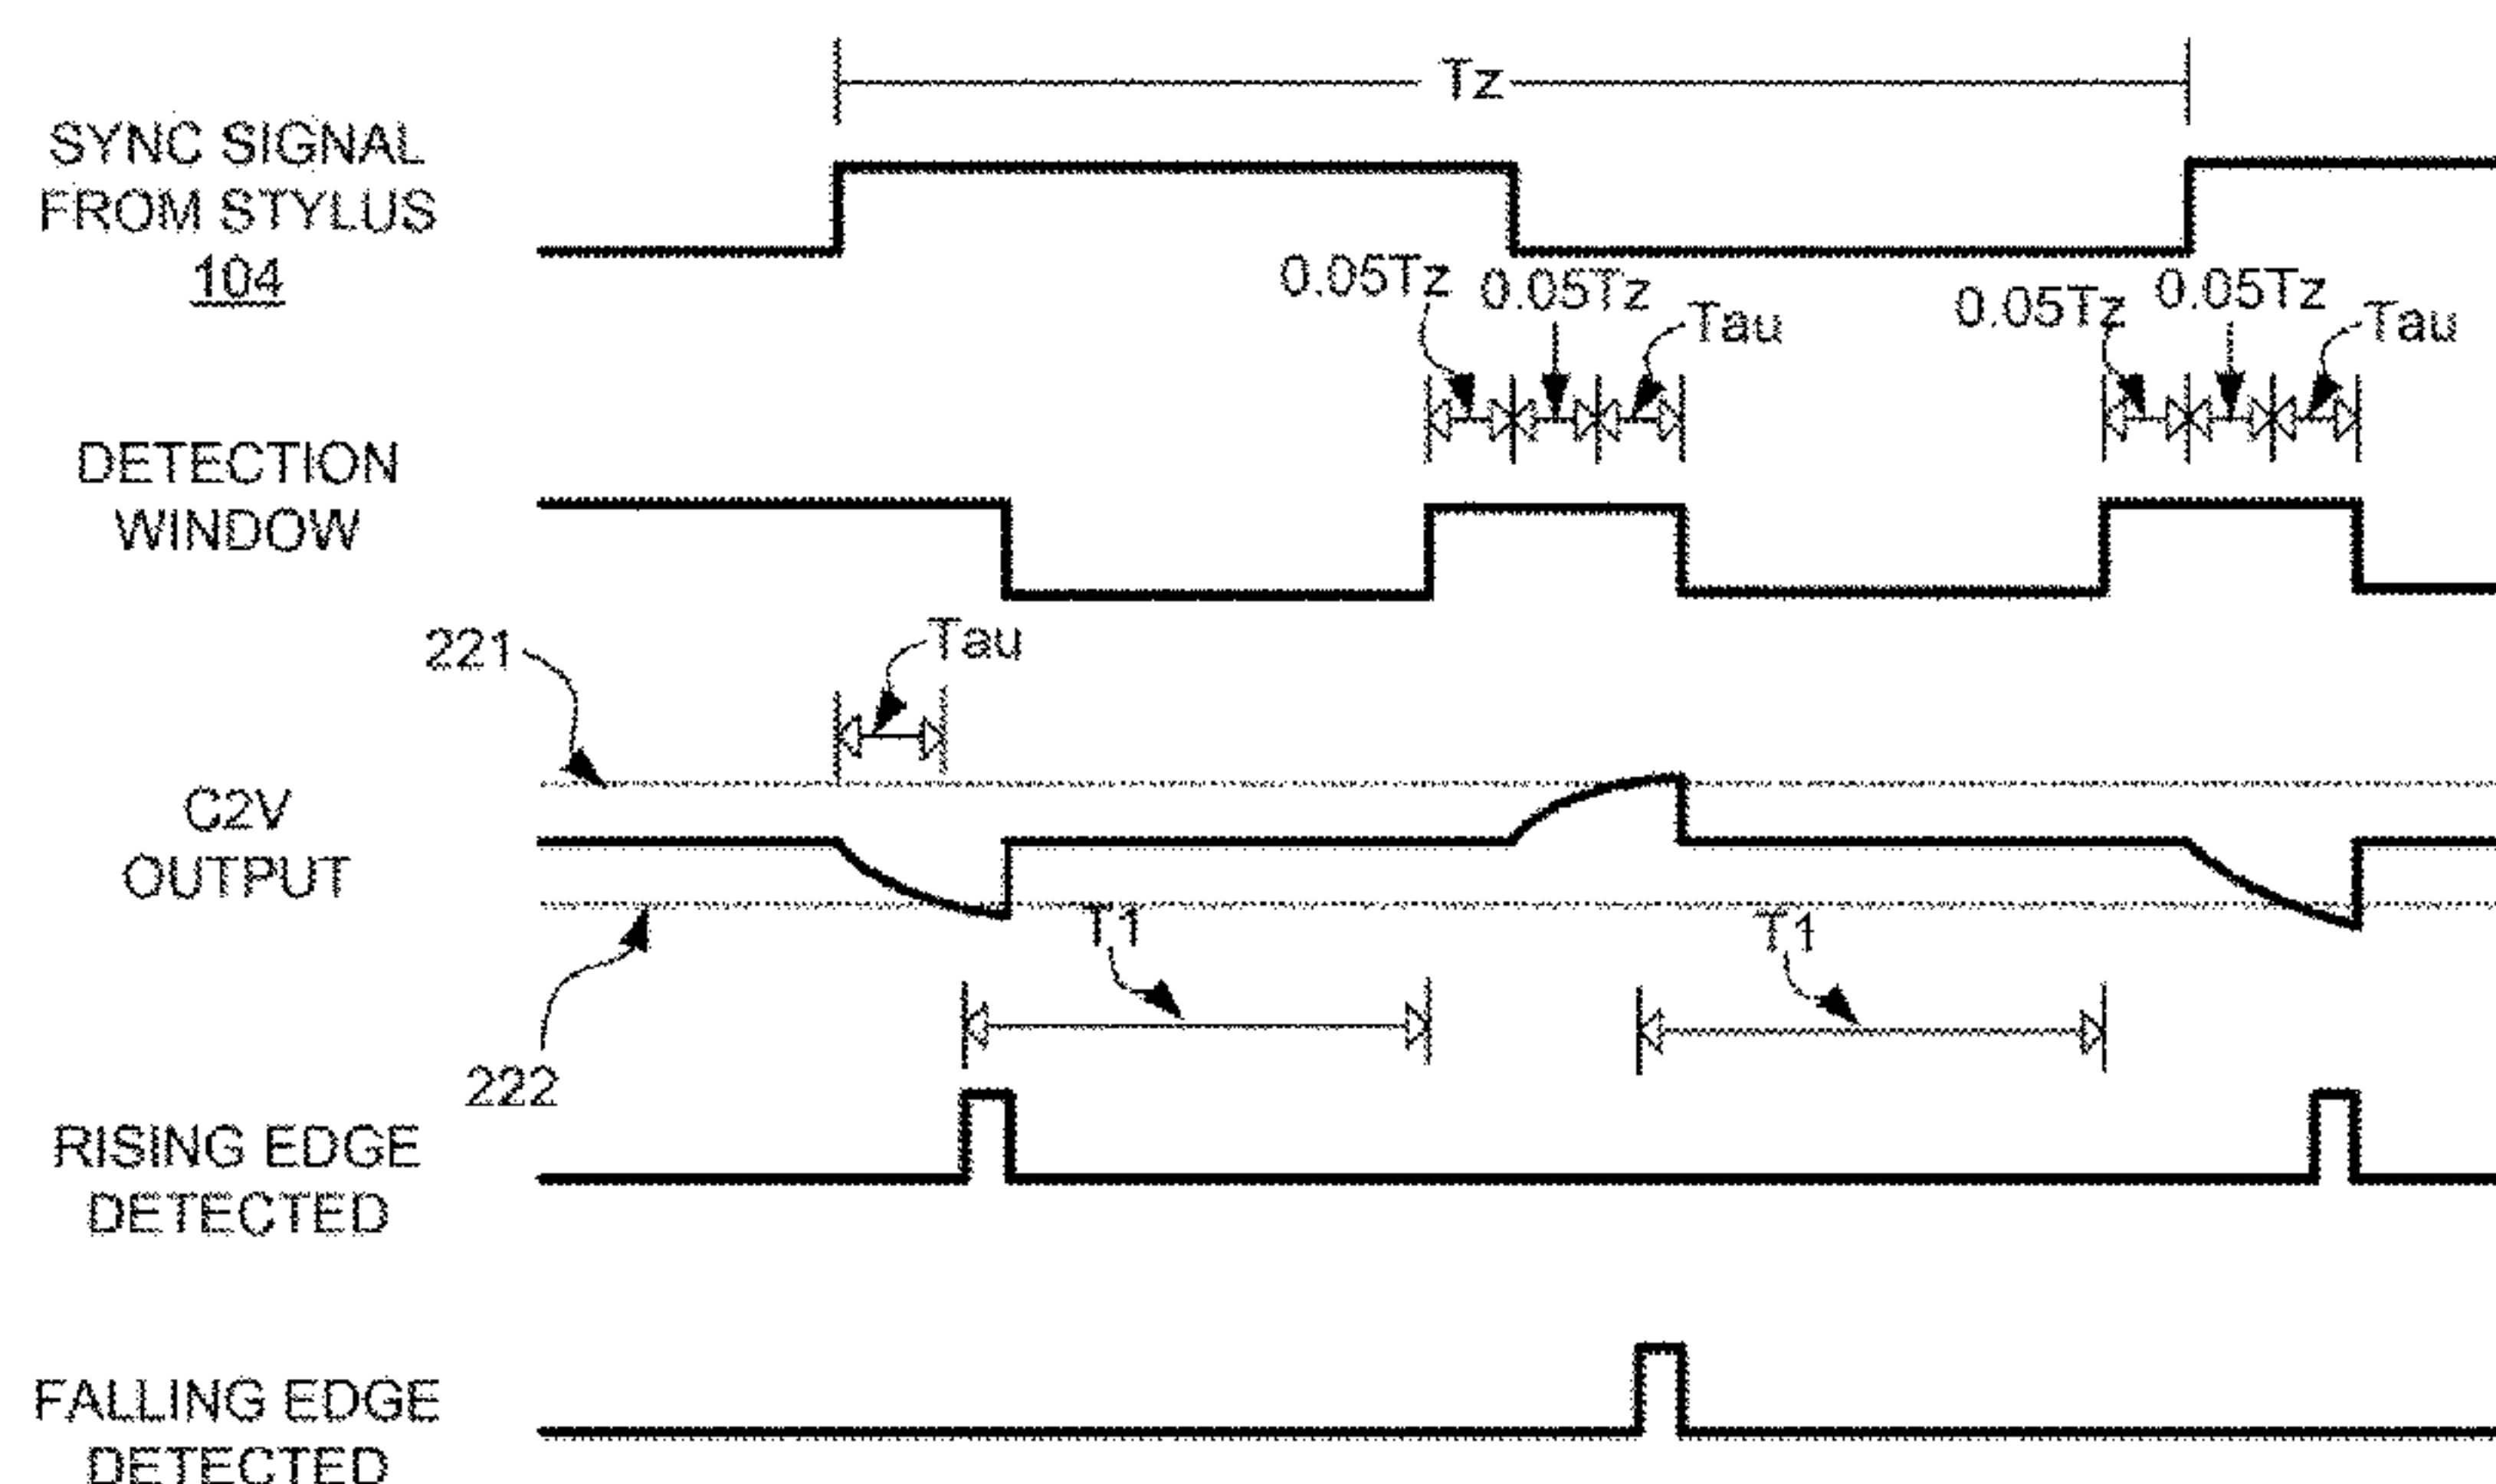 Tz
SYNC SIGNAL
FROM STYLUS
104
0.05Tz
0.05Tz
Tau
0.05Tz
0.05Tz
Tau
DETECTION
WINDOW
221
Tau
C2V
OUTPUT
T1
T1
222
RISING EDGE
DETECTED
FALLING EDGE
DETECTED